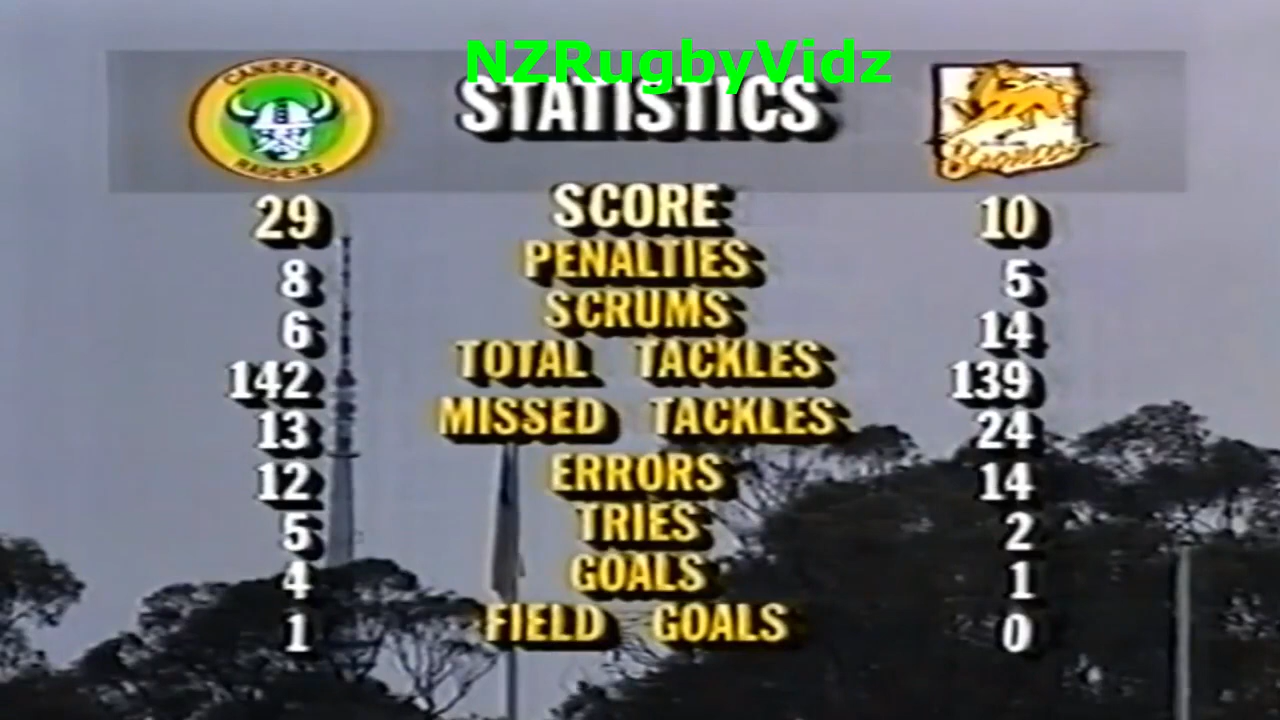 NZRugbyVidz
CANBERRA
RAIDERS
STATISTICS
Broncos
29 SCORE 10
8 PENALTIES 5
6 SCRUMS 14
142 TOTAL TACKLES 139
13 MISSED TACKLES 24
12 ERRORS 14
5 TRIES 2
4 GOALS 1
1 FIELD GOALS 0